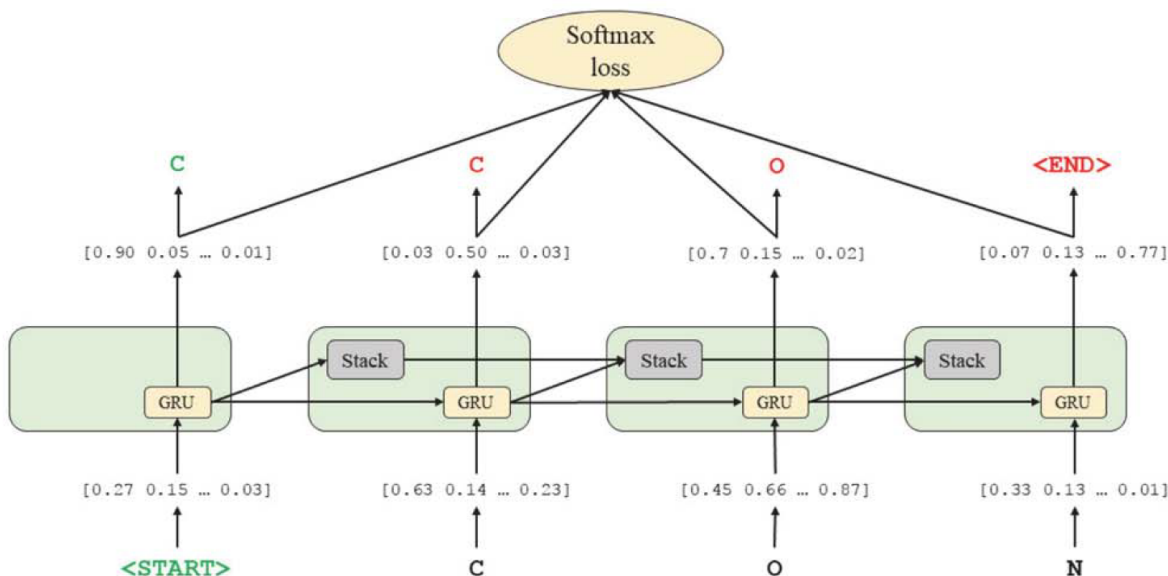 Softmax
loss
C C O <END>
[0.90 0.05 … 0.01] [0.03 0.50 … 0.03] [0.7 0.15 … 0.02] [0.07 0.13 … 0.77]
Stack Stack Stack
GRU GRU GRU GRU
[0.27 0.15 … 0.03] [0.63 0.14 … 0.23] [0.45 0.66 … 0.87] [0.33 0.13 … 0.01]
<START> C O N